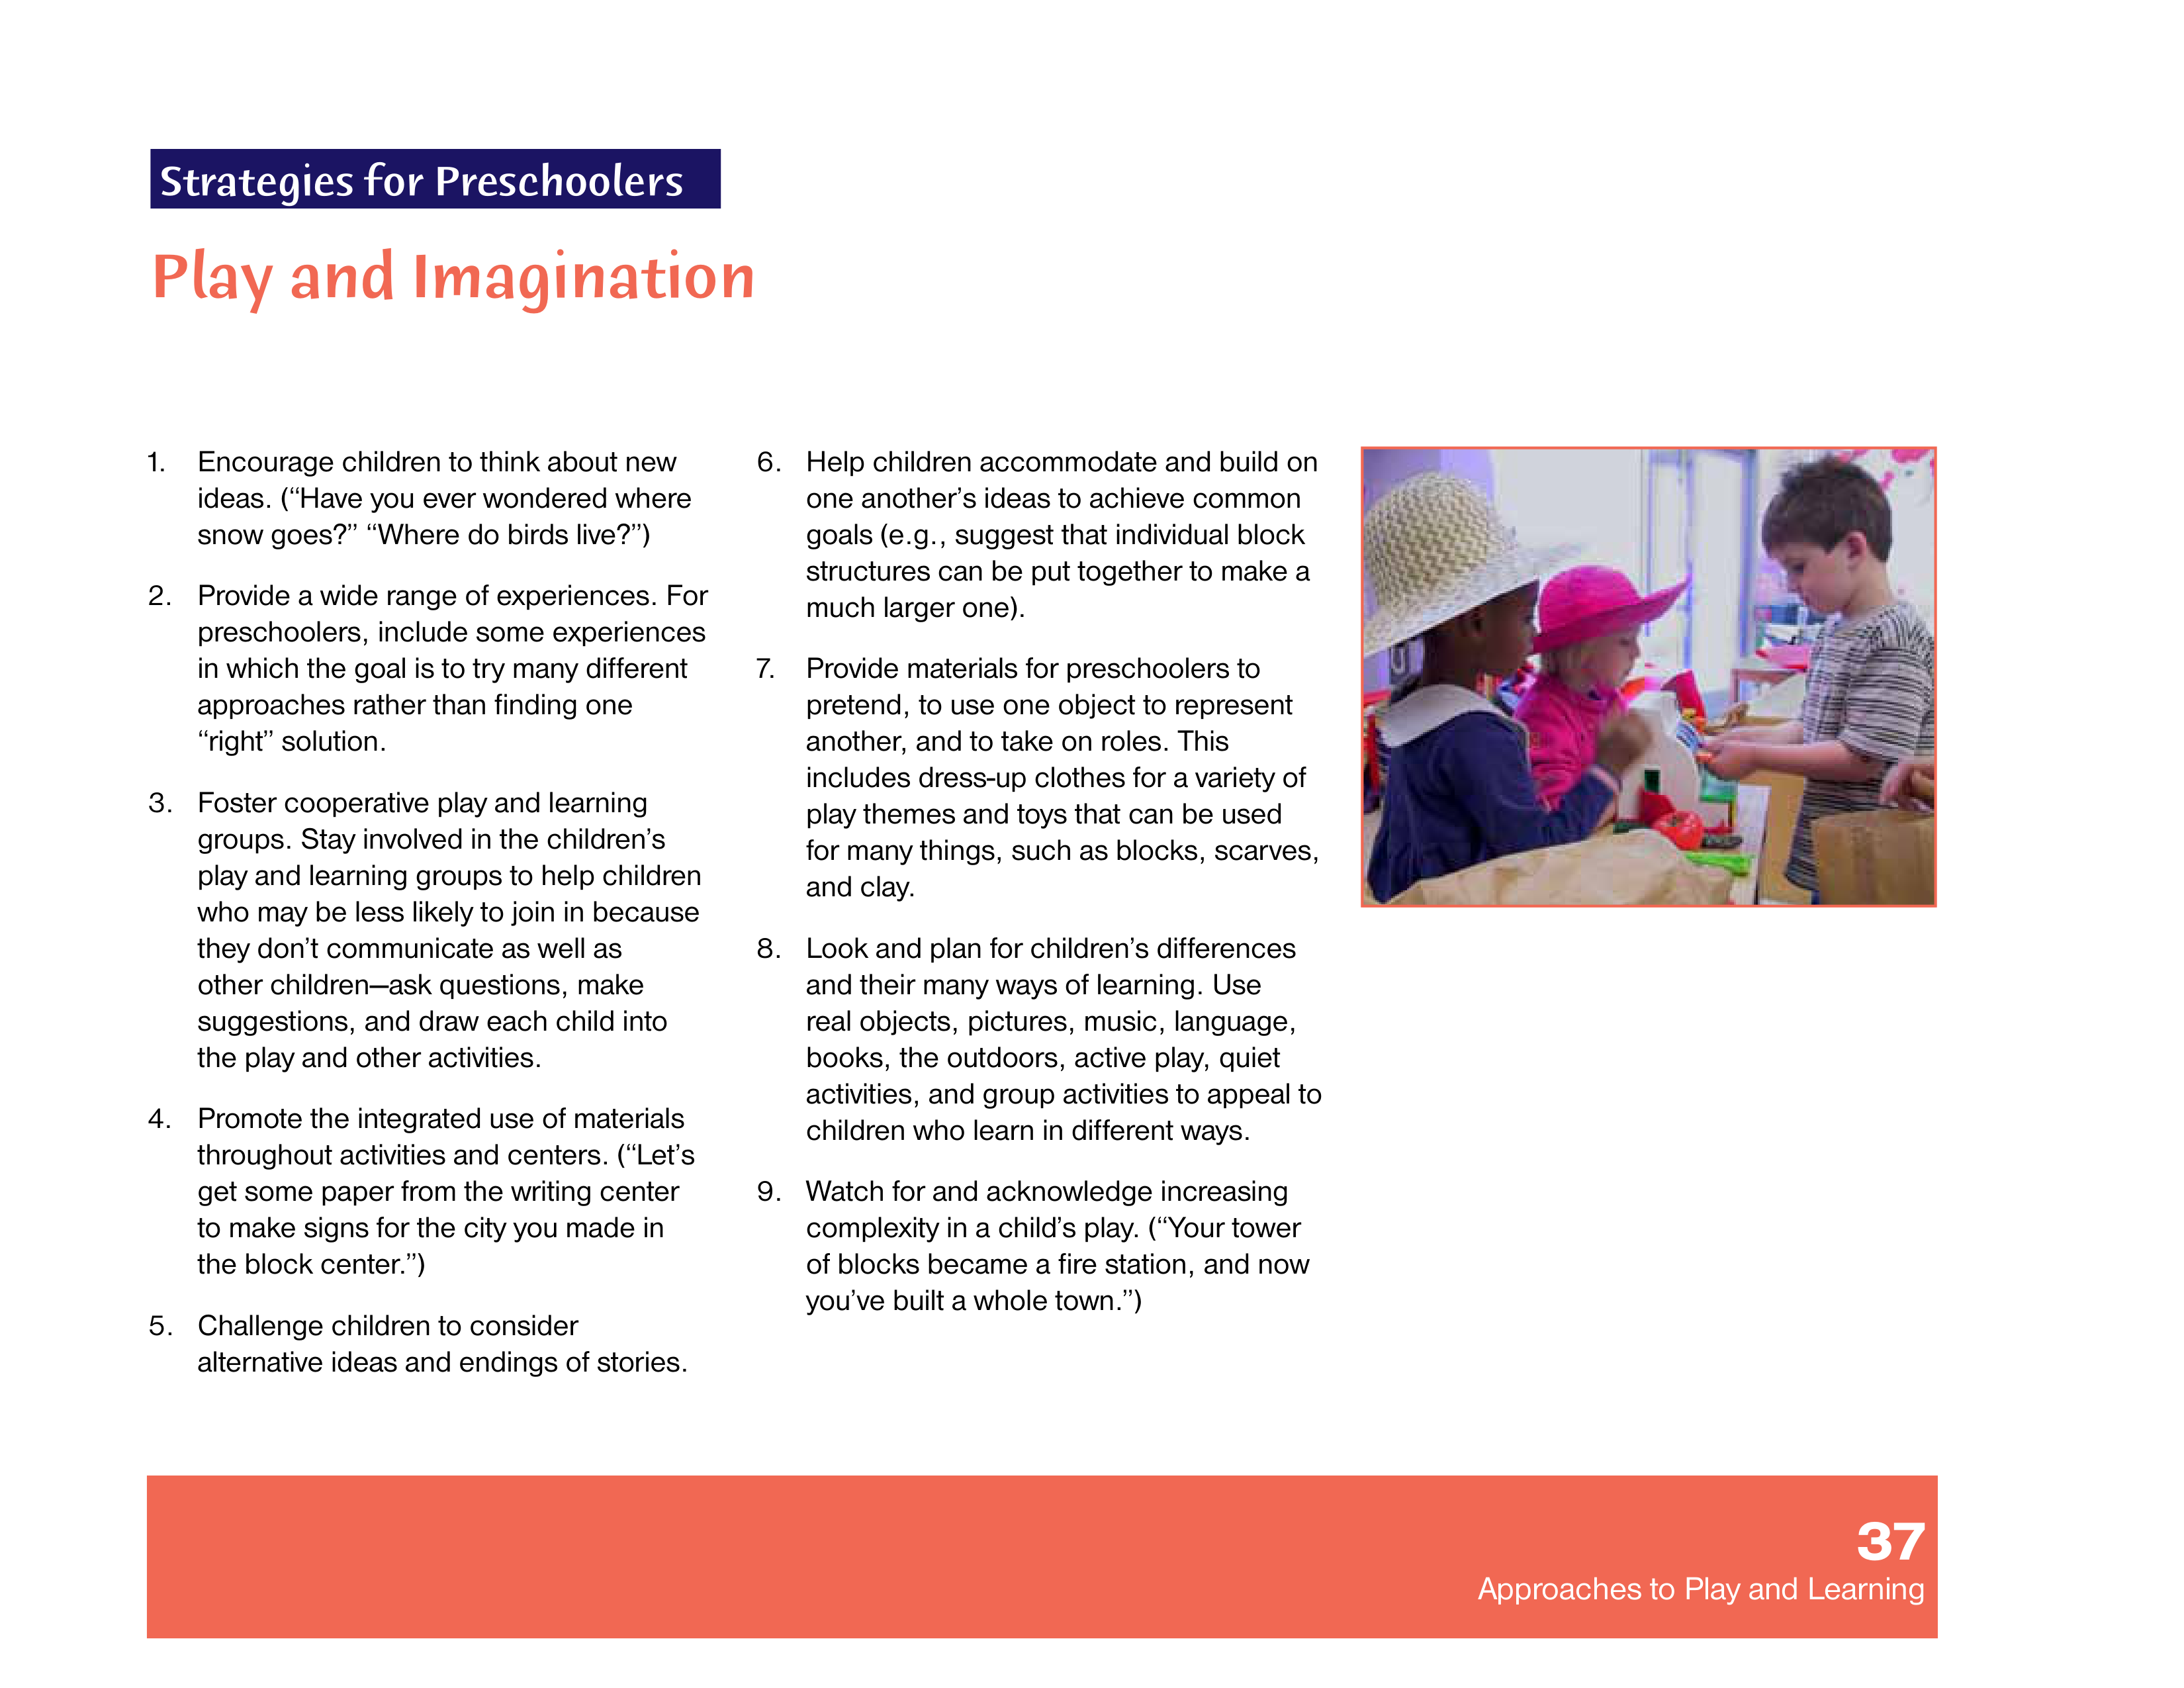 Strategies for Preschoolers
Play and Imagination
1. Encourage children to think about new
ideas. (“Have you ever wondered where
snow goes?” “Where do birds live?”)
2. Provide a wide range of experiences. For
preschoolers, include some experiences
in which the goal is to try many different
approaches rather than finding one
“right” solution.
3. Foster cooperative play and learning
groups. Stay involved in the children’s
play and learning groups to help children
who may be less likely to join in because
they don’t communicate as well as
other children—ask questions, make
suggestions, and draw each child into
the play and other activities.
4. Promote the integrated use of materials
throughout activities and centers. (“Let’s
get some paper from the writing center
to make signs for the city you made in
the block center.”)
5. Challenge children to consider
alternative ideas and endings of stories.
6. Help children accommodate and build on
one another’s ideas to achieve common
goals (e.g., suggest that individual block
structures can be put together to make a
much larger one).
7. Provide materials for preschoolers to
pretend, to use one object to represent
another, and to take on roles. This
includes dress-up clothes for a variety of
play themes and toys that can be used
for many things, such as blocks, scarves,
and clay.
8. Look and plan for children’s differences
and their many ways of learning. Use
real objects, pictures, music, language,
books, the outdoors, active play, quiet
activities, and group activities to appeal to
children who learn in different ways.
9. Watch for and acknowledge increasing
complexity in a child’s play. (“Your tower
of blocks became a fire station, and now
you’ve built a whole town.”)
37
Approaches to Play and Learning